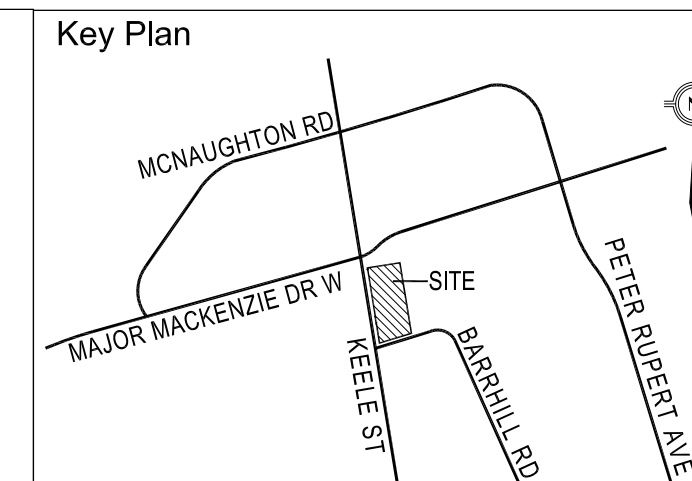 Key Plan
MCNAUGHTON RD
N
SITE
MAJOR MACKENZIE DR W
KEELE ST
BARRHILL RD
PETER RUPERT AVE